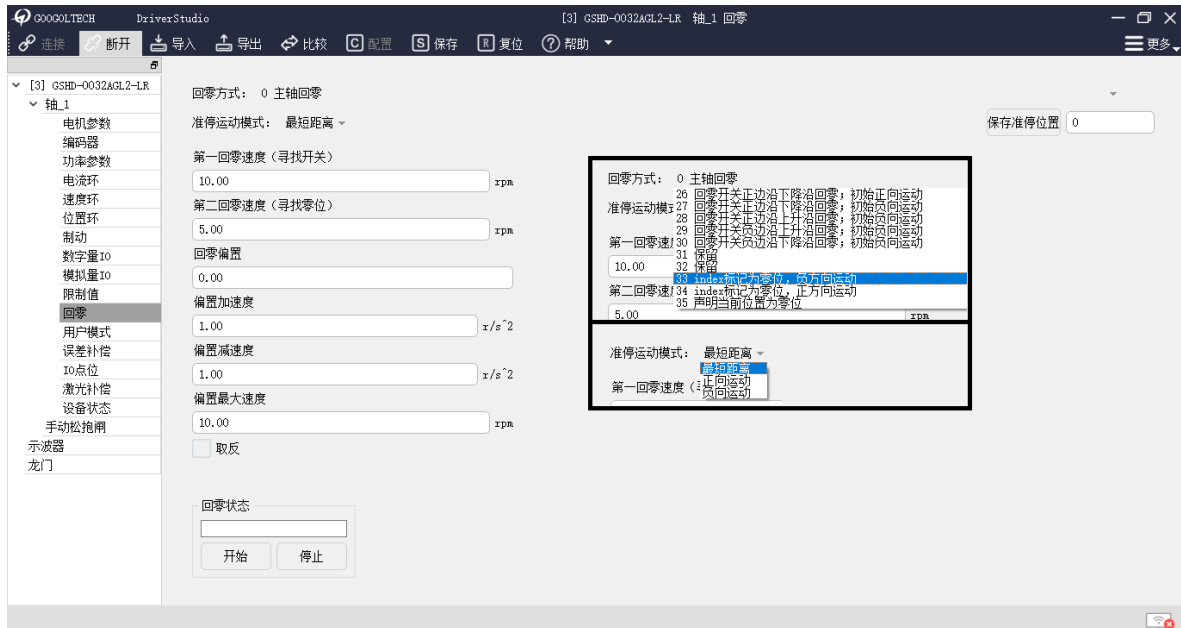 GOOGOLTECH DriverStudio [3] GSHD-0032AGL2-LR 轴_1 回零
连接 断开 导入 导出 比较 C 配置 S 保存 R 复位 ? 帮助 更多
[3] GSHD-0032AGL2-LR
轴_1
电机参数
编码器
功率参数
电流环
速度环
位置环
制动
数字量IO
模拟量IO
限制值
回零
用户模式
误差补偿
IO点位
激光补偿
设备状态
手动松抱闸
示波器
龙门
回零方式： 0 主轴回零
准停运动模式： 最短距离
保存准停位置 0
第一回零速度（寻找开关）
10.00 rpm
第二回零速度（寻找零位）
5.00 rpm
回零偏置
0.00
偏置加速度
1.00 r/s^2
偏置减速度
1.00 r/s^2
偏置最大速度
10.00 rpm
取反
回零状态
开始 停止
回零方式： 0 主轴回零
准停运动模
第一回零速
10.00
第二回零速
5.00 rpm
26 回零开关正边沿下降沿回零；初始正向运动
27 回零开关正边沿下降沿回零；初始负向运动
28 回零开关正边沿上升沿回零；初始负向运动
29 回零开关负边沿上升沿回零；初始负向运动
30 回零开关负边沿下降沿回零；初始负向运动
31 保留
32 保留
33 index标记为零位，负方向运动
34 index标记为零位，正方向运动
35 声明当前位置为零位
准停运动模式： 最短距离
最短距离
正向运动
负向运动
第一回零速度（